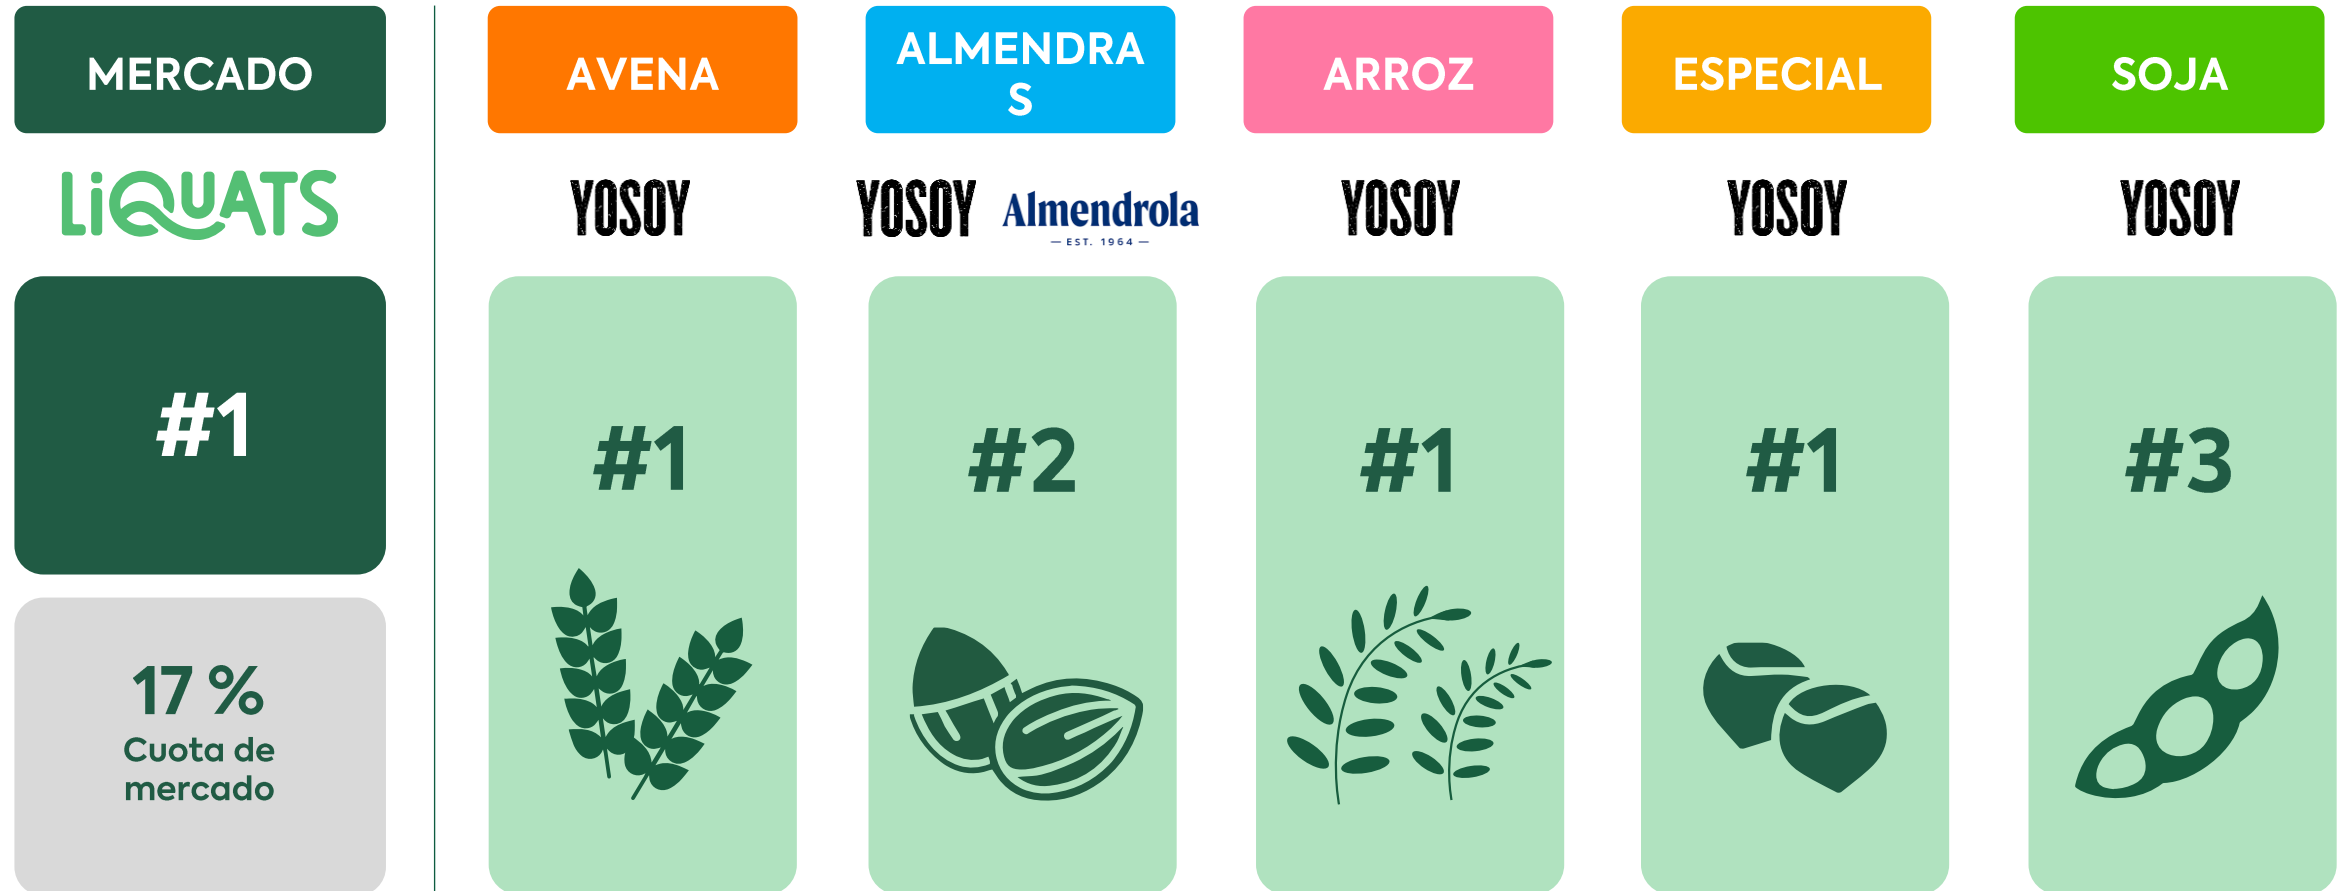 MERCADO
LiQUATS
#1
17 %
Cuota de
mercado
AVENA
YOSOY
#1
ALMENDRA
S
YOSOY
Almendrola
— EST. 1964 —
#2
ARROZ
YOSOY
#1
ESPECIAL
YOSOY
#1
SOJA
YOSOY
#3